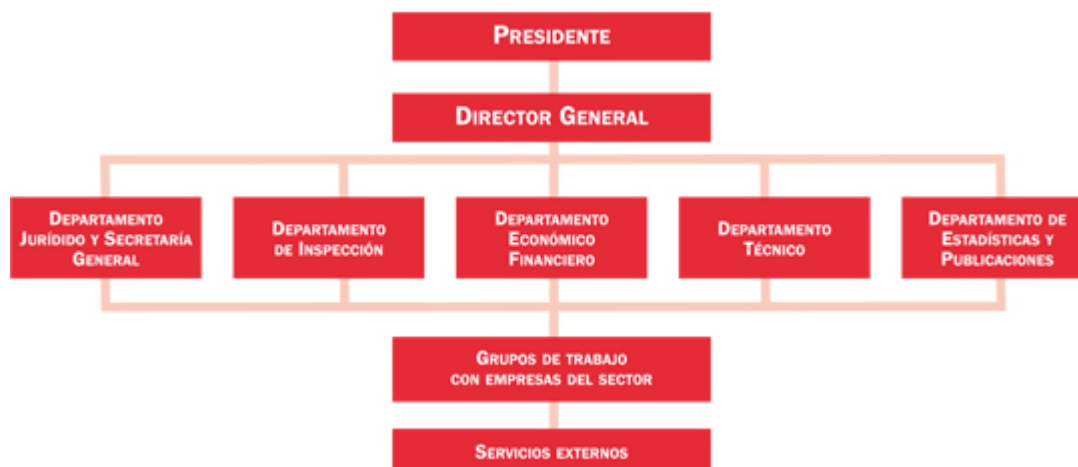 PRESIDENTE
DIRECTOR GENERAL
DEPARTAMENTO
JURÍDIDO Y SECRETARÍA
GENERAL
DEPARTAMENTO
DE INSPECCIÓN
DEPARTAMENTO
ECONÓMICO
FINANCIERO
DEPARTAMENTO
TÉCNICO
DEPARTAMENTO DE
ESTADÍSTICAS Y
PUBLICACIONES
GRUPOS DE TRABAJO
CON EMPRESAS DEL SECTOR
SERVICIOS EXTERNOS